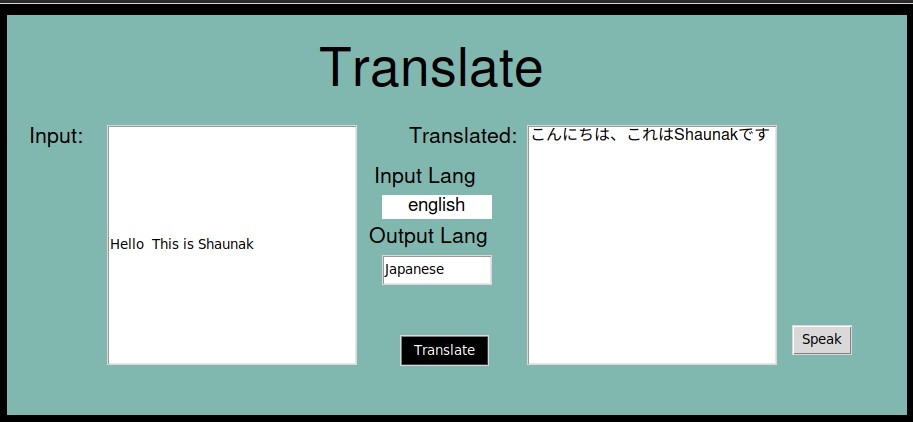 Translate
Input:
Hello  This is Shaunak
Input Lang
english
Output Lang
Japanese
Translate
Translated:
こんにちは、これはShaunakです
Speak